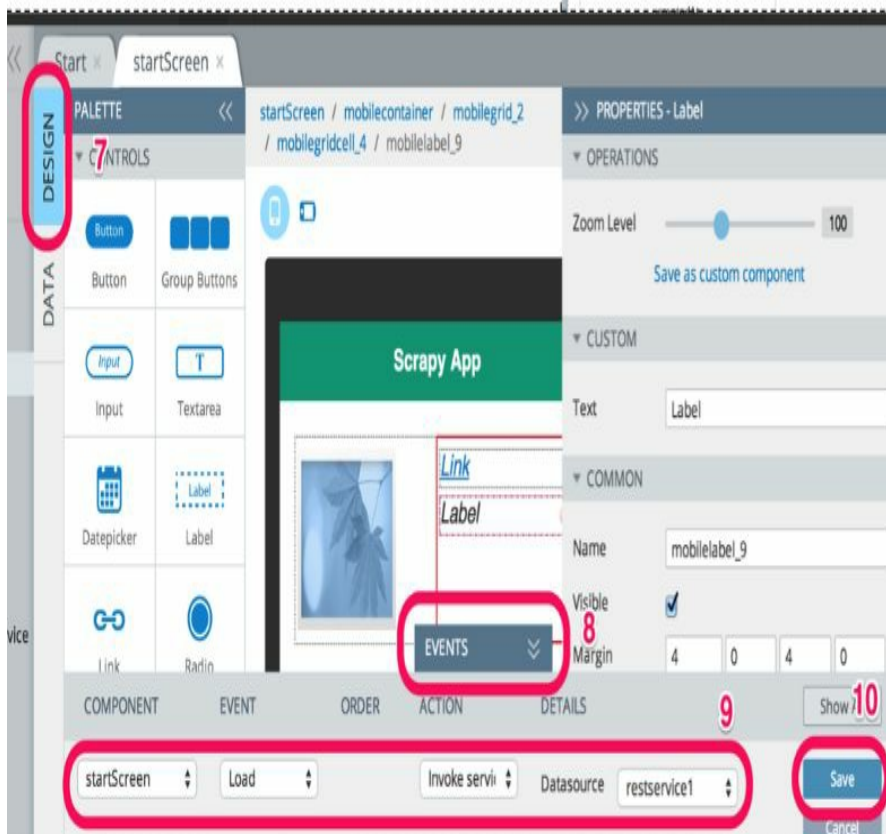 Start ×
startScreen ×
DESIGN
DATA
PALETTE
7
CONTROLS
Button
Button
Group Buttons
Input
Input
T
Textarea
Datepicker
Label
Label
Link
Radio
vice
startScreen / mobilecontainer / mobilegrid_2
/ mobilegridcell_4 / mobilelabel_9
Scrapy App
Link
Label
EVENTS
8
PROPERTIES - Label
OPERATIONS
Zoom Level
100
Save as custom component
CUSTOM
Text
Label
COMMON
Name
mobilelabel_9
Visible
Margin
4
0
4
0
COMPONENT
EVENT
ORDER
ACTION
DETAILS
9
Show
10
startScreen
Load
Invoke servi
Datasource
restservice1
Save
Cancel